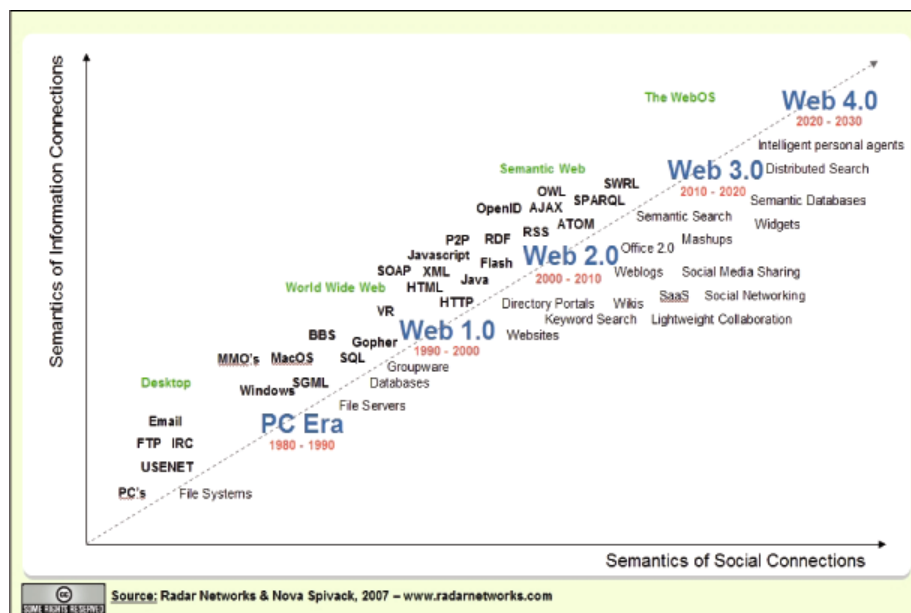 Semantics of Information Connections
The WebOS
Web 4.0
2020 - 2030
Intelligent personal agents
Semantic Web
Web 3.0
2010 - 2020
Distributed Search
SWRL
OWL
SPARQL
Semantic Databases
OpenID
AJAX
ATOM
Semantic Search
Widgets
P2P
RDF
RSS
Office 2.0
Mashups
Javascript
Flash
Web 2.0
2000 - 2010
SOAP
XML
Java
Weblogs
Social Media Sharing
World Wide Web
HTML
HTTP
Directory Portals
Wikis
SaaS
Social Networking
VR
Keyword Search
Lightweight Collaboration
BBS
Gopher
Web 1.0
1990 - 2000
Websites
MMO's
MacOS
SQL
Groupware
Desktop
Windows
SGML
Databases
File Servers
Email
PC Era
1980 - 1990
FTP
IRC
USENET
PC's
File Systems
Semantics of Social Connections
cc
SOME RIGHTS RESERVED
Source: Radar Networks & Nova Spivack, 2007 – www.radarnetworks.com